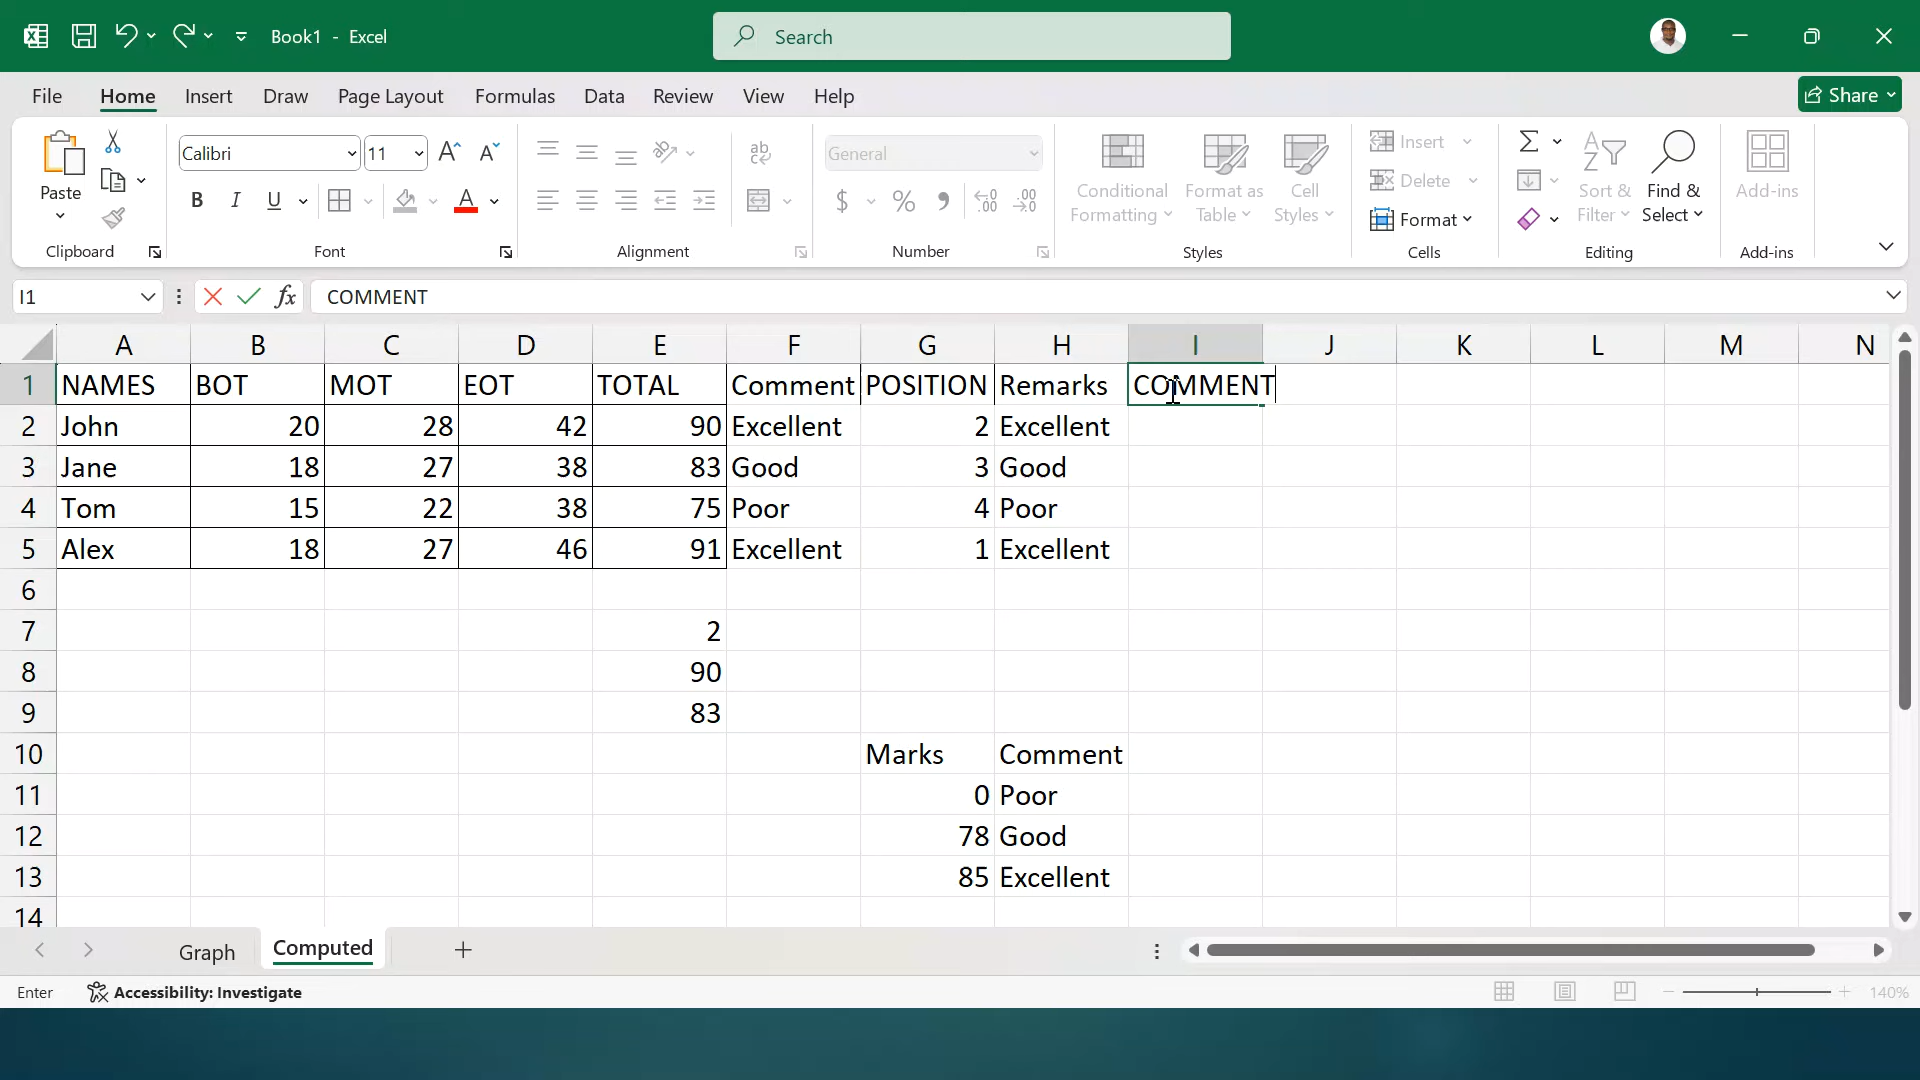 Book1 - Excel
Search
File Home Insert Draw Page Layout Formulas Data Review View Help
Share
Paste
Clipboard
Calibri 11
B I U A
Font
ab
Alignment
General
$ % 9 .00 .00
Number
Conditional Formatting
Format as Table
Cell Styles
Styles
Insert
Delete
Format
Cells
Sort & Filter
Find & Select
Editing
Add-ins
Add-ins
I1 fx COMMENT
A B C D E F G H I J K L M N
1 NAMES BOT MOT EOT TOTAL Comment POSITION Remarks COMMENT
2 John 20 28 42 90 Excellent 2 Excellent
3 Jane 18 27 38 83 Good 3 Good
4 Tom 15 22 38 75 Poor 4 Poor
5 Alex 18 27 46 91 Excellent 1 Excellent
6
7 2
8 90
9 83
10 Marks Comment
11 0 Poor
12 78 Good
13 85 Excellent
14
Graph Computed
Enter Accessibility: Investigate 140%